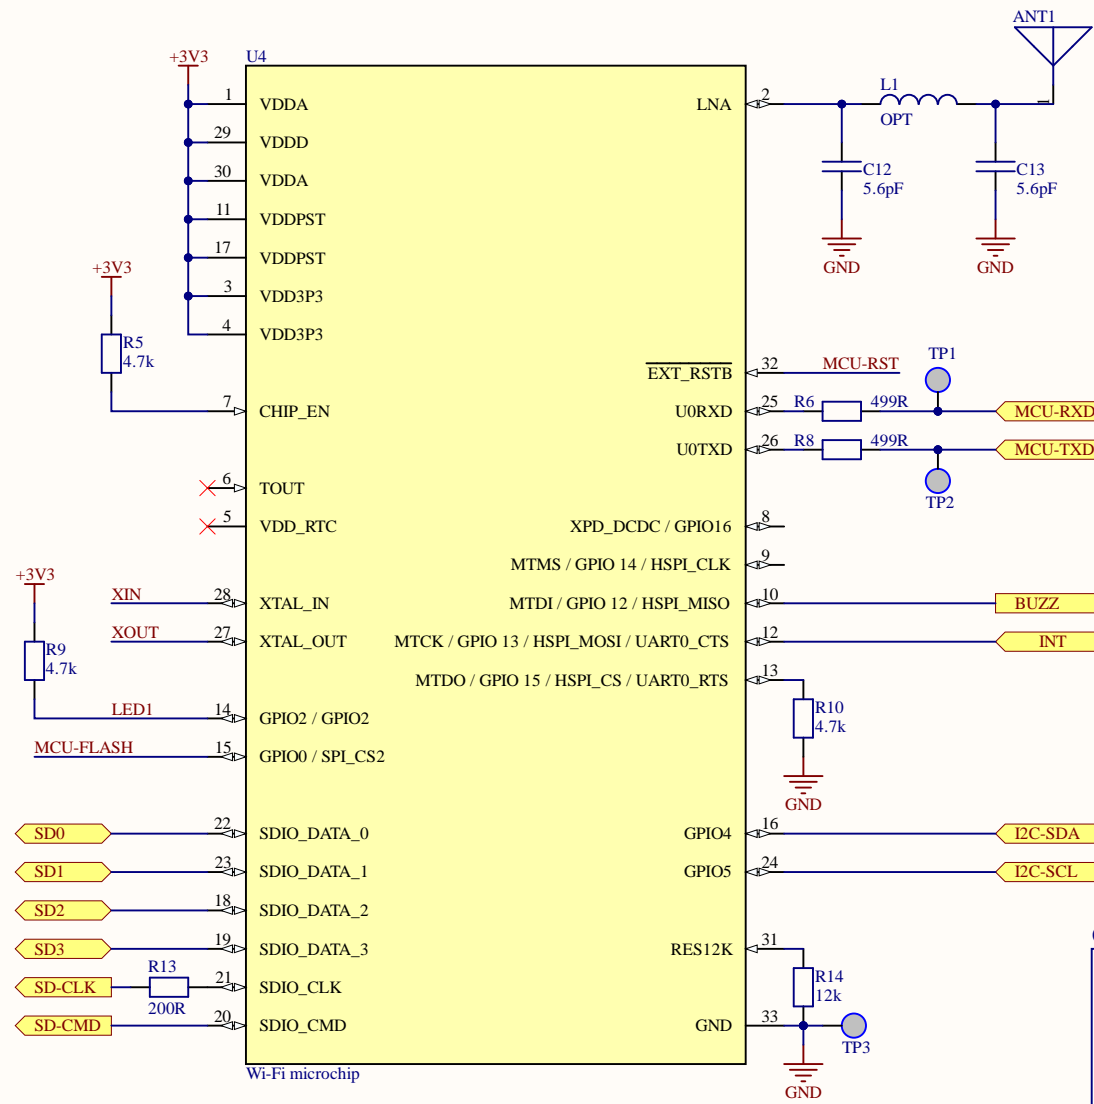 ANT1
+3V3
U4
1 VDDA
29 VDDD
30 VDDA
11 VDDPST
17 VDDPST
3 VDD3P3
4 VDD3P3
LNA 2
L1
OPT
1
C12
5.6pF
C13
5.6pF
GND
GND
+3V3
R5
4.7k
7 CHIP_EN
6 TOUT
5 VDD_RTC
EXT_RSTB 32 MCU-RST
TP1
U0RXD 25 R6 499R MCU-RXD
U0TXD 26 R8 499R MCU-TXD
TP2
XPD_DCDC / GPIO16 8
MTMS / GPIO 14 / HSPI_CLK 9
MTDI / GPIO 12 / HSPI_MISO 10 BUZZ
MTCK / GPIO 13 / HSPI_MOSI / UART0_CTS 12 INT
MTDO / GPIO 15 / HSPI_CS / UART0_RTS 13
R10
4.7k
GND
+3V3
XIN 28 XTAL_IN
XOUT 27 XTAL_OUT
R9
4.7k
LED1 14 GPIO2 / GPIO2
MCU-FLASH 15 GPIO0 / SPI_CS2
SD0 22 SDIO_DATA_0
SD1 23 SDIO_DATA_1
SD2 18 SDIO_DATA_2
SD3 19 SDIO_DATA_3
R13
SD-CLK 21 SDIO_CLK
200R
SD-CMD 20 SDIO_CMD
GPIO4 16 I2C-SDA
GPIO5 24 I2C-SCL
RES12K 31
R14
12k
GND 33
TP3
GND
Wi-Fi microchip